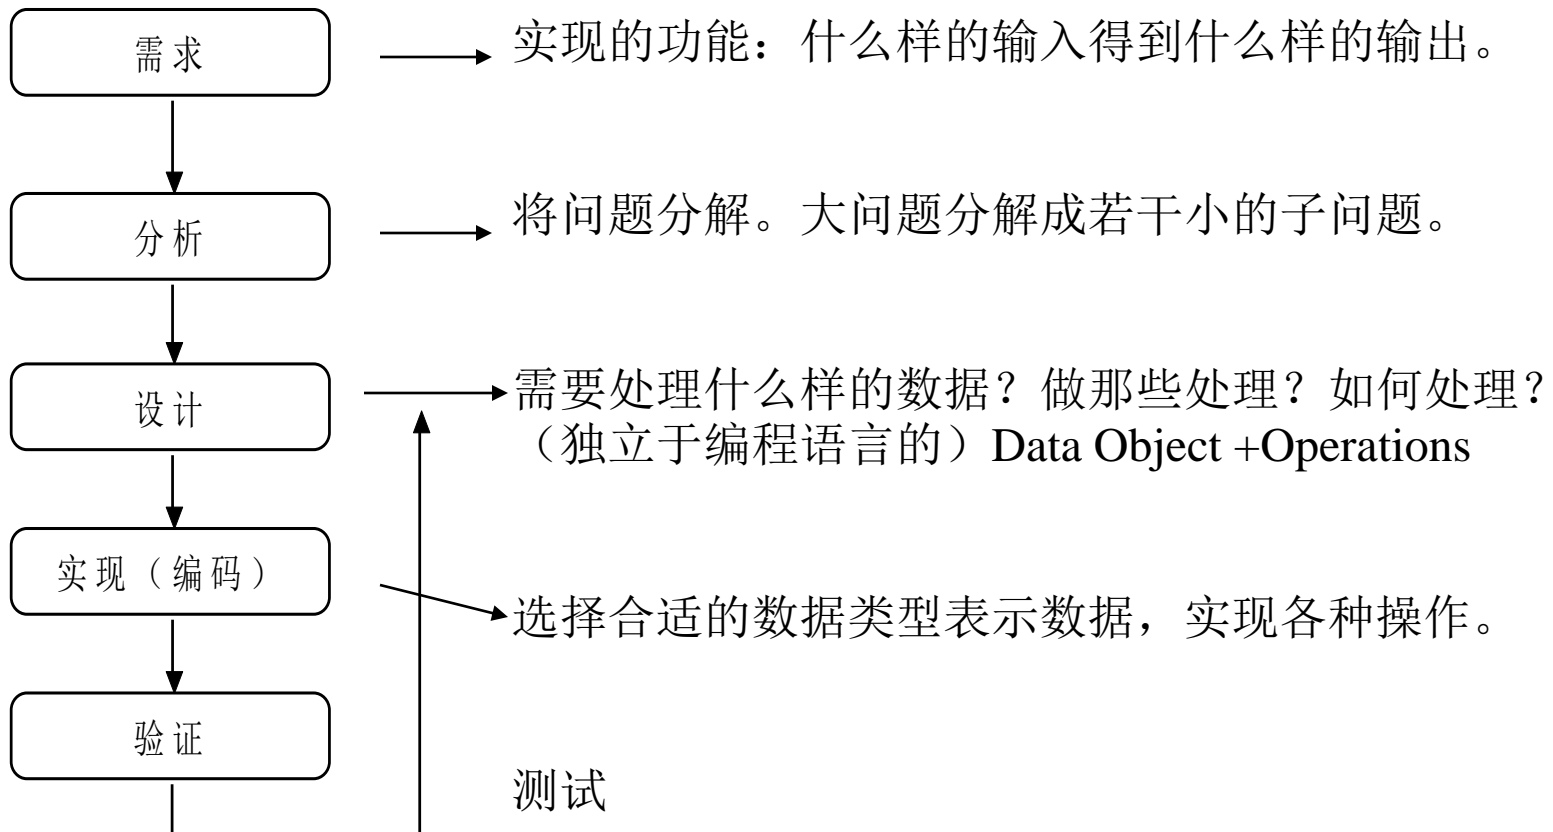 需求
实现的功能：什么样的输入得到什么样的输出。
分析
将问题分解。大问题分解成若干小的子问题。
设计
需要处理什么样的数据？做那些处理？如何处理？
（独立于编程语言的）Data Object +Operations
实现（编码）
选择合适的数据类型表示数据，实现各种操作。
验证
测试